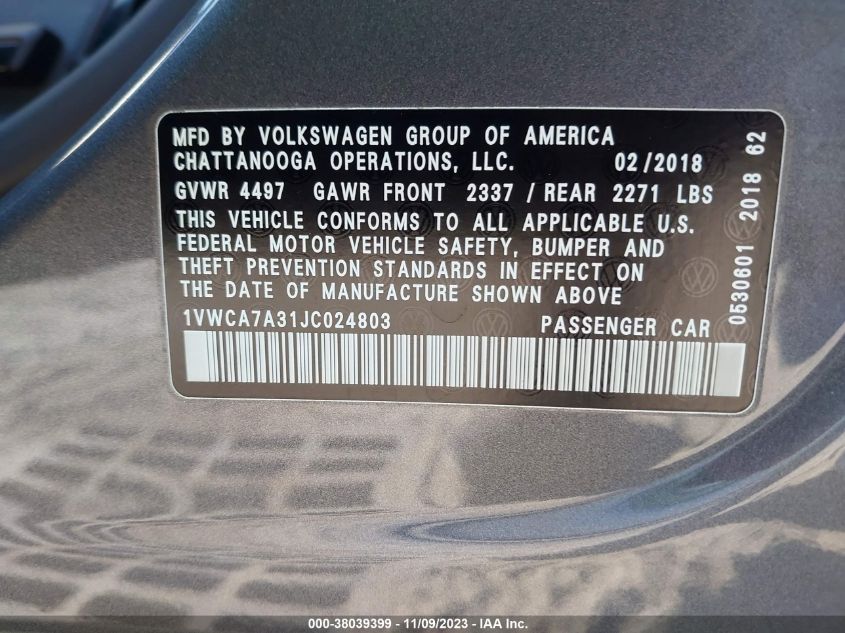 MFD BY VOLKSWAGEN GROUP OF AMERICA
CHATTANOOGA OPERATIONS, LLC. 02/2018
GVWR 4497 GAWR FRONT 2337 / REAR 2271 LBS
THIS VEHICLE CONFORMS TO ALL APPLICABLE U.S.
FEDERAL MOTOR VEHICLE SAFETY, BUMPER AND
THEFT PREVENTION STANDARDS IN EFFECT ON
THE DATE OF MANUFACTURE SHOWN ABOVE
1VWCA7A31JC024803 PASSENGER CAR
0530601 2018 62
000-38039399 - 11/09/2023 - IAA Inc.